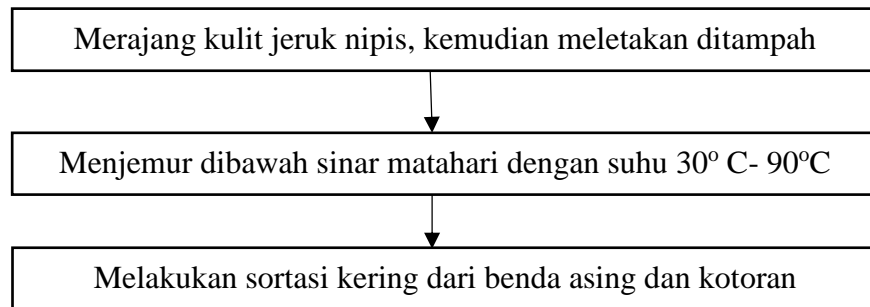 Merajang kulit jeruk nipis, kemudian meletakan ditampah
Menjemur dibawah sinar matahari dengan suhu 30º C- 90ºC
Melakukan sortasi kering dari benda asing dan kotoran